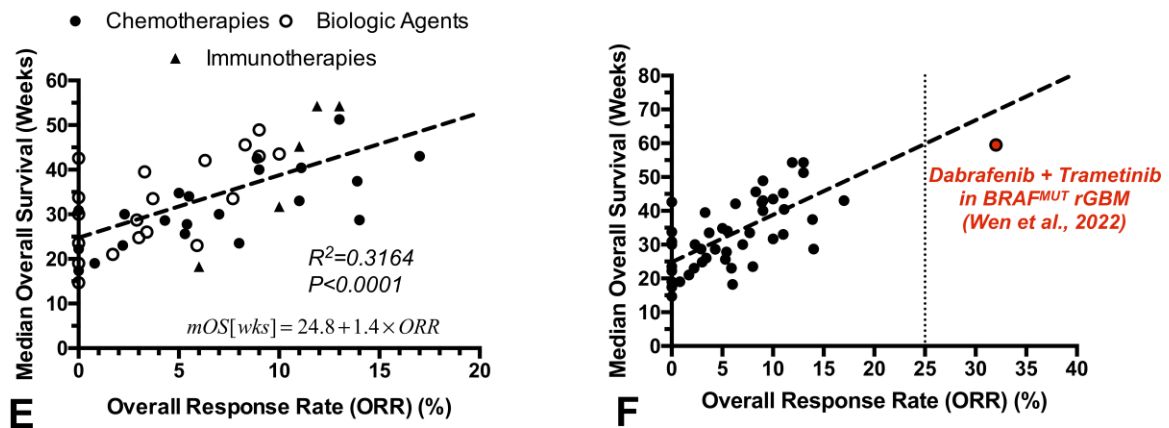 Chemotherapies
Biologic Agents
Immunotherapies
Median Overall Survival (Weeks)
60
50
40
30
20
10
0
0
5
10
15
20
R²=0.3164
P<0.0001
mOS[wks] = 24.8 + 1.4 × ORR
Overall Response Rate (ORR) (%)
E
Median Overall Survival (Weeks)
80
70
60
50
40
30
20
10
0
0
5
10
15
20
25
30
35
40
Dabrafenib + Trametinib
in BRAFᴹᵁᵀ rGBM
(Wen et al., 2022)
Overall Response Rate (ORR) (%)
F